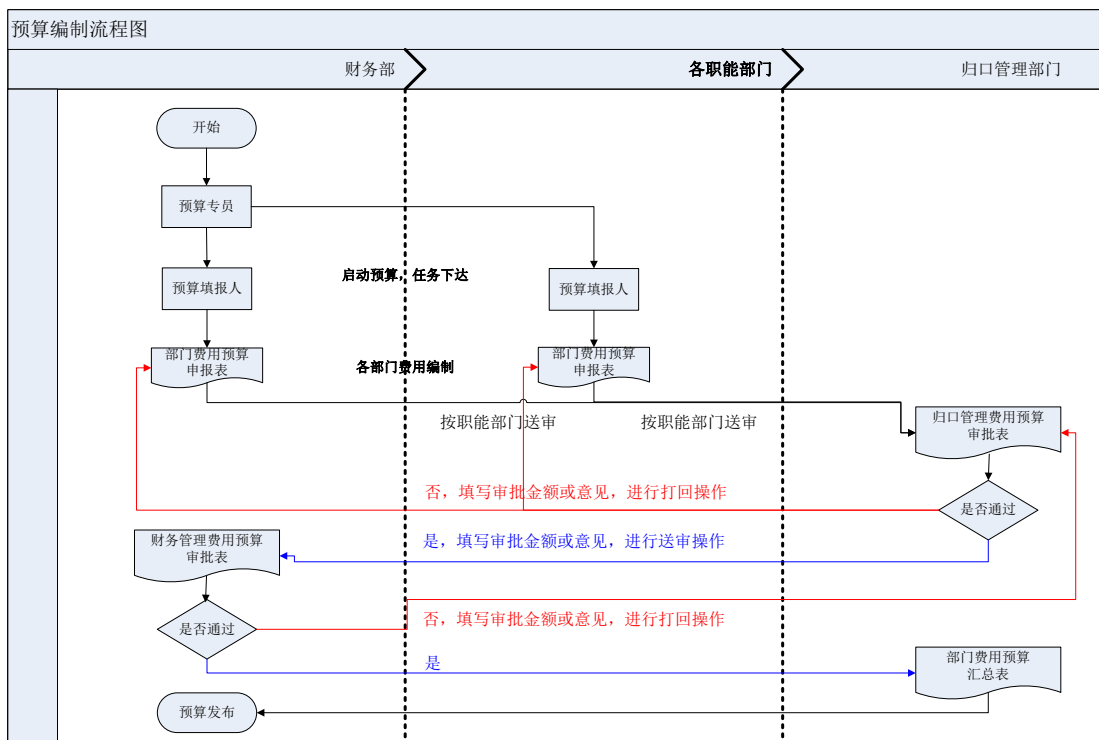 预算编制流程图
财务部
各职能部门
归口管理部门
开始
预算专员
启动预算，任务下达
预算填报人
预算填报人
部门费用预算
申报表
各部门费用编制
部门费用预算
申报表
按职能部门送审
按职能部门送审
归口管理费用预算
审批表
否，填写审批金额或意见，进行打回操作
是否通过
财务管理费用预算
审批表
是，填写审批金额或意见，进行送审操作
是否通过
否，填写审批金额或意见，进行打回操作
是
部门费用预算
汇总表
预算发布